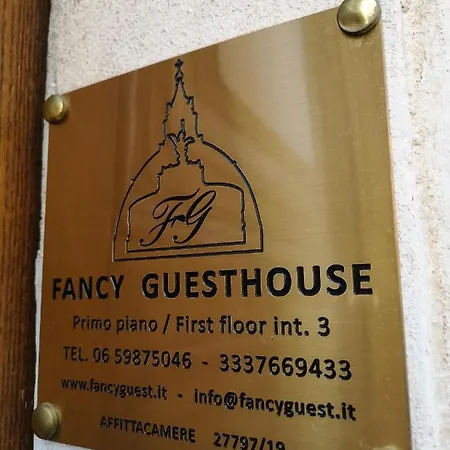 FG
FANCY GUESTHOUSE
Primo piano / First floor int. 3
TEL. 06 59875046 - 3337669433
www.fancyguest.it - info@fancyguest.it
AFFITTACAMERE 27797/19